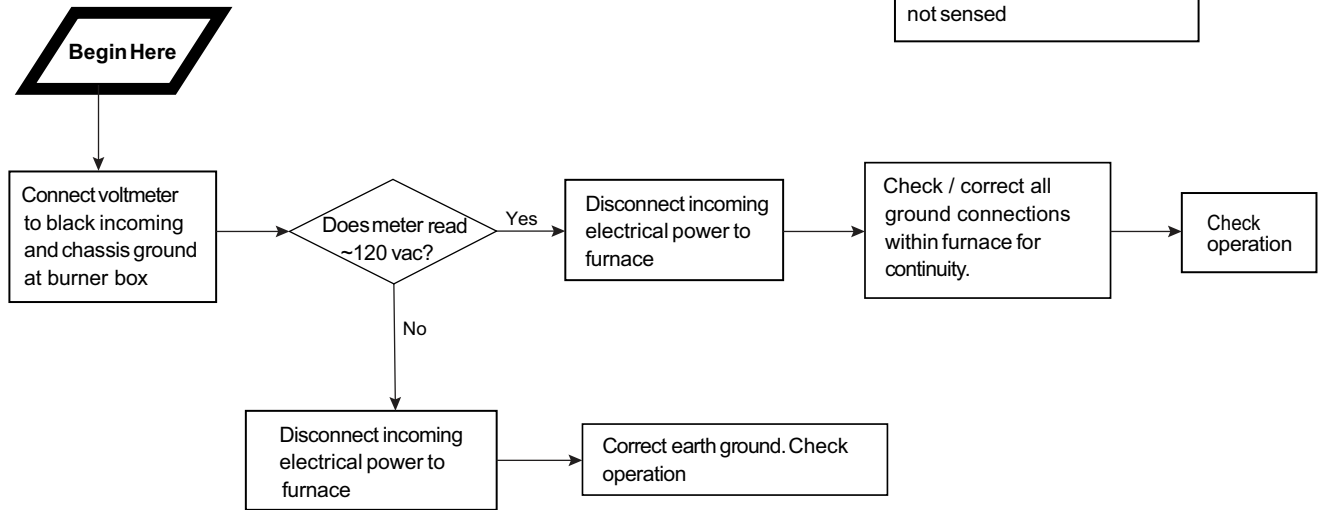 not sensed
Begin Here
Connect voltmeter
to black incoming
and chassis ground
at burner box
Does meter read
~120 vac?
Yes
Disconnect incoming
electrical power to
furnace
Check / correct all
ground connections
within furnace for
continuity.
Check
operation
No
Disconnect incoming
electrical power to
furnace
Correct earth ground. Check
operation